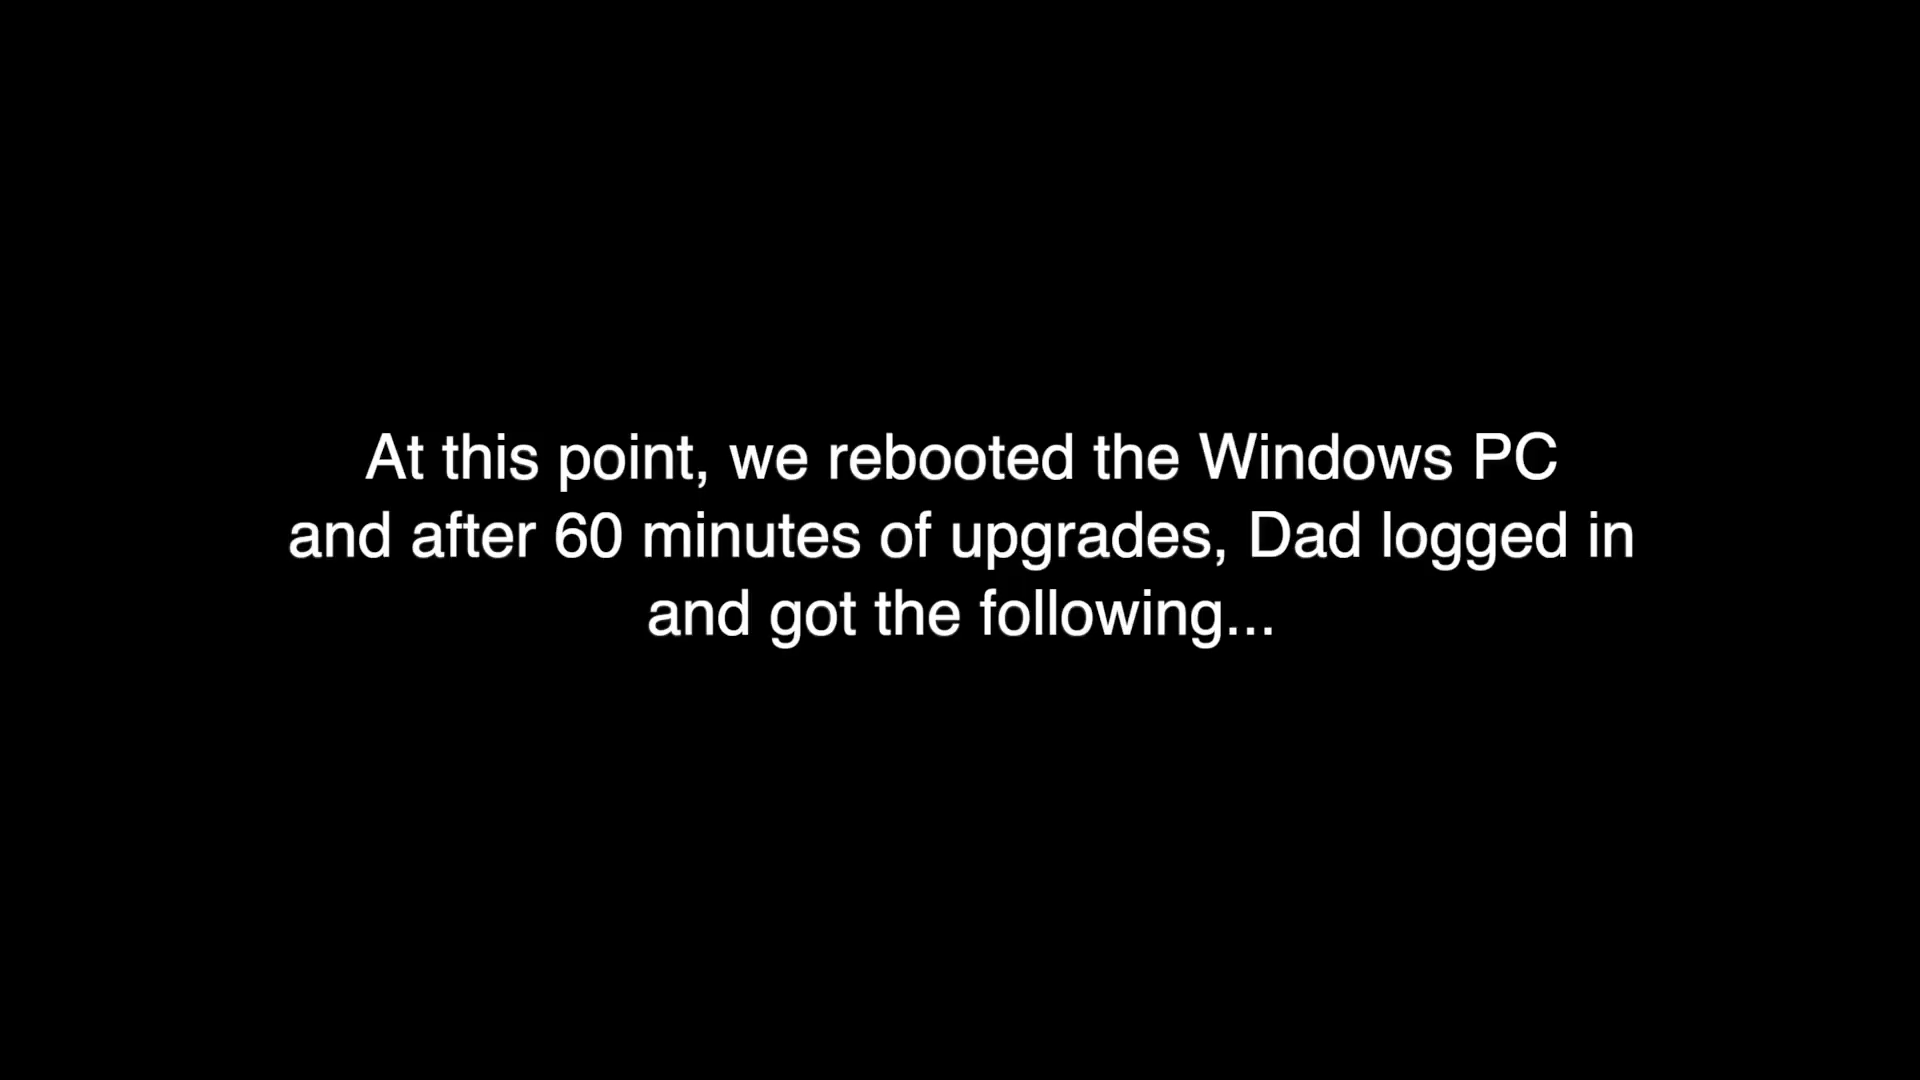 At this point, we rebooted the Windows PC
and after 60 minutes of upgrades, Dad logged in
and got the following...